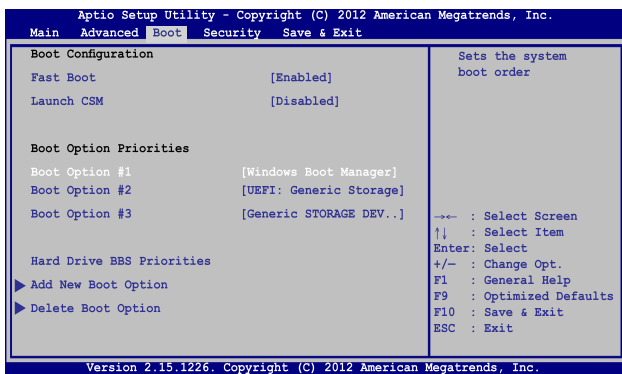 Aptio Setup Utility - Copyright (C) 2012 American Megatrends, Inc.
Main Advanced Boot Security Save & Exit
Boot Configuration
Fast Boot [Enabled]
Launch CSM [Disabled]
Boot Option Priorities
Boot Option #1 [Windows Boot Manager]
Boot Option #2 [UEFI: Generic Storage]
Boot Option #3 [Generic STORAGE DEV..]
Hard Drive BBS Priorities
Add New Boot Option
Delete Boot Option
Sets the system
boot order
→← : Select Screen
↑↓ : Select Item
Enter: Select
+/— : Change Opt.
F1 : General Help
F9 : Optimized Defaults
F10 : Save & Exit
ESC : Exit
Version 2.15.1226. Copyright (C) 2012 American Megatrends, Inc.